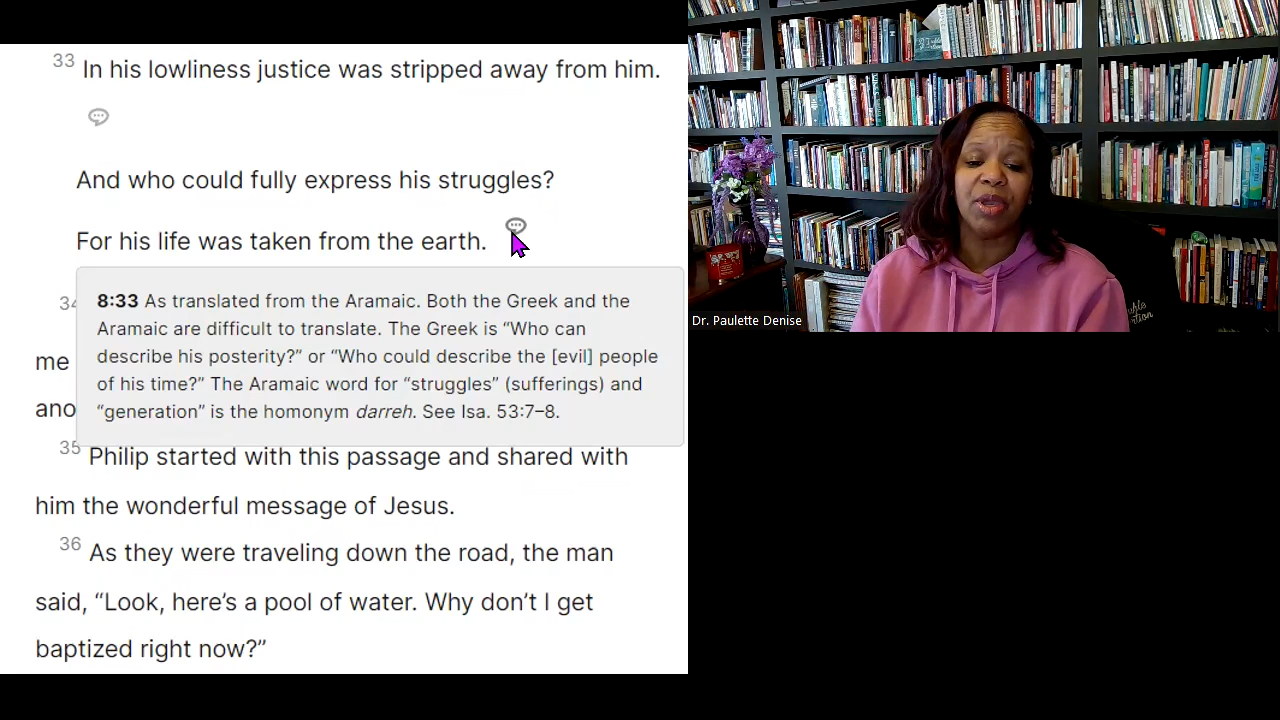 33 In his lowliness justice was stripped away from him.
And who could fully express his struggles?
For his life was taken from the earth.
34
8:33 As translated from the Aramaic. Both the Greek and the
Aramaic are difficult to translate. The Greek is “Who can
describe his posterity?” or “Who could describe the [evil] people
of his time?” The Aramaic word for “struggles” (sufferings) and
“generation” is the homonym darreh. See Isa. 53:7–8.
me
ano
35 Philip started with this passage and shared with
him the wonderful message of Jesus.
36 As they were traveling down the road, the man
said, “Look, here’s a pool of water. Why don’t I get
baptized right now?”
Dr. Paulette Denise